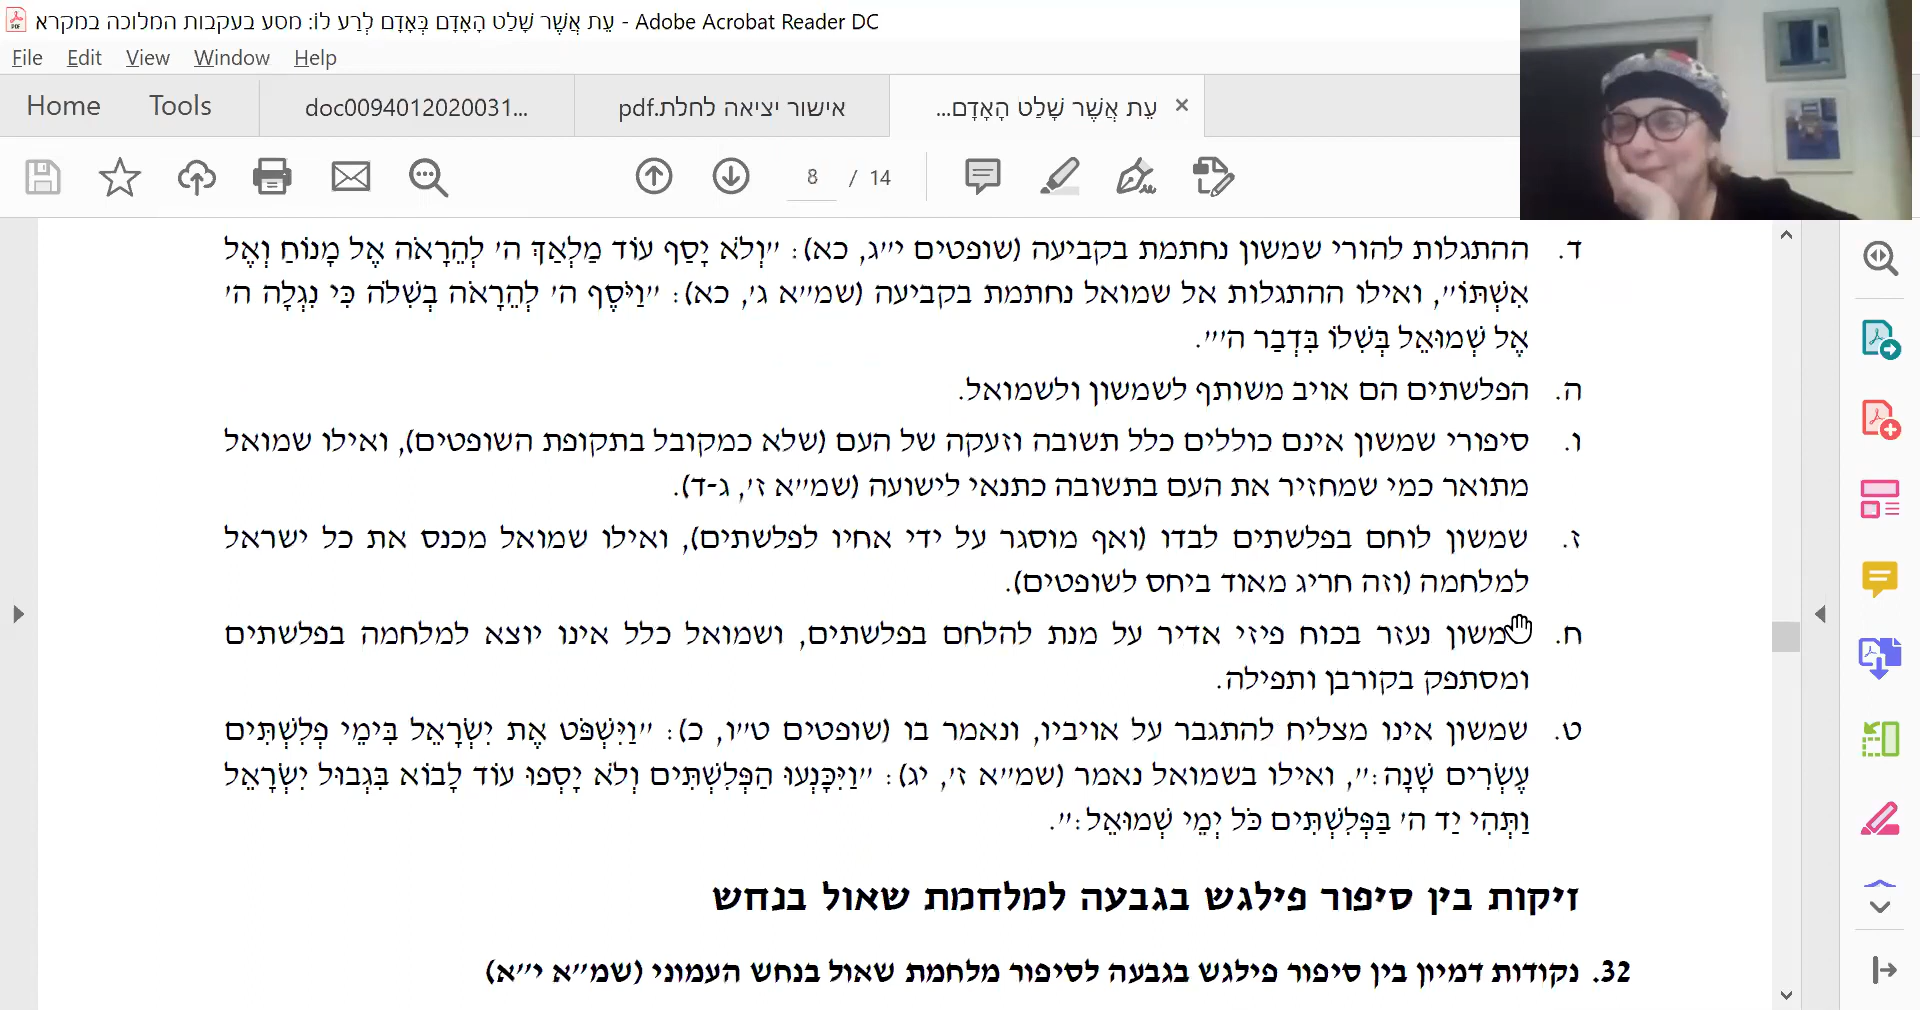 עֵת אֲשֶׁר שָׁלַט הָאָדָם בְּאָדָם לְרַע לוֹ: מסע בעקבות המלוכה במקרא - Adobe Acrobat Reader DC
File Edit View Window Help
Home Tools doc0094012020031... אישור יציאה לחלת.pdf עֵת אֲשֶׁר שָׁלַט הָאָדָם... ×
8 / 14
ד. ההתגלות להורי שמשון נחתמת בקביעה (שופטים י״ג, כא): ״וְלֹא יָסַף עוֹד מַלְאַךְ ה׳ לְהֵרָאֹה אֶל מָנוֹחַ וְאֶל
אִשְׁתּוֹ״, ואילו ההתגלות אל שמואל נחתמת בקביעה (שמ״א ג׳, כא): ״וַיֹּסֶף ה׳ לְהֵרָאֹה בְשִׁלֹה כִּי נִגְלָה ה׳
אֶל שְׁמוּאֵל בְּשִׁלוֹ בִּדְבַר ה׳״.
ה. הפלשתים הם אויב משותף לשמשון ולשמואל.
ו. סיפורי שמשון אינם כוללים כלל תשובה וזעקה של העם (שלא כמקובל בתקופת השופטים), ואילו שמואל
מתואר כמי שמחזיר את העם בתשובה כתנאי לישועה (שמ״א ז׳, ג-ד).
ז. שמשון לוחם בפלשתים לבדו (ואף מוסגר על ידי אחיו לפלשתים), ואילו שמואל מכנס את כל ישראל
למלחמה (וזה חריג מאוד ביחס לשופטים).
ח. שמשון נעזר בכוח פיזי אדיר על מנת להלחם בפלשתים, ושמואל כלל אינו יוצא למלחמה בפלשתים
ומסתפק בקורבן ותפילה.
ט. שמשון אינו מצליח להתגבר על אויביו, ונאמר בו (שופטים ט״ו, כ): ״וַיִּשְׁפֹּט אֶת יִשְׂרָאֵל בִּימֵי פְלִשְׁתִּים
עֶשְׂרִים שָׁנָה:״, ואילו בשמואל נאמר (שמ״א ז׳, יג): ״וַיִּכָּנְעוּ הַפְּלִשְׁתִּים וְלֹא יָסְפוּ עוֹד לָבוֹא בִּגְבוּל יִשְׂרָאֵל
וַתְּהִי יַד ה׳ בַּפְּלִשְׁתִּים כֹּל יְמֵי שְׁמוּאֵל:״.
זיקות בין סיפור פילגש בגבעה למלחמת שאול בנחש
32. נקודות דמיון בין סיפור פילגש בגבעה לסיפור מלחמת שאול בנחש העמוני (שמ״א י״א)